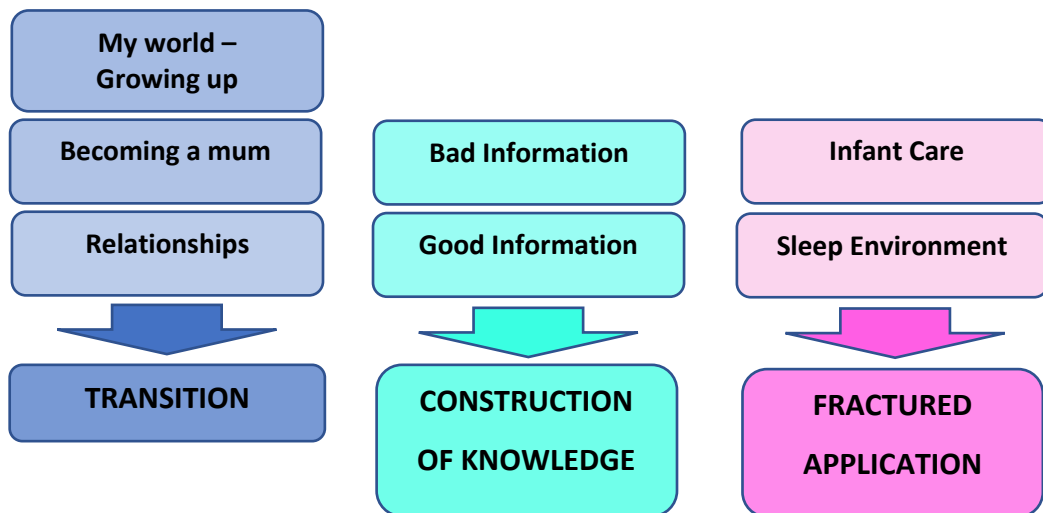 My world –
Growing up
Becoming a mum
Relationships
TRANSITION
Bad Information
Good Information
CONSTRUCTION
OF KNOWLEDGE
Infant Care
Sleep Environment
FRACTURED
APPLICATION